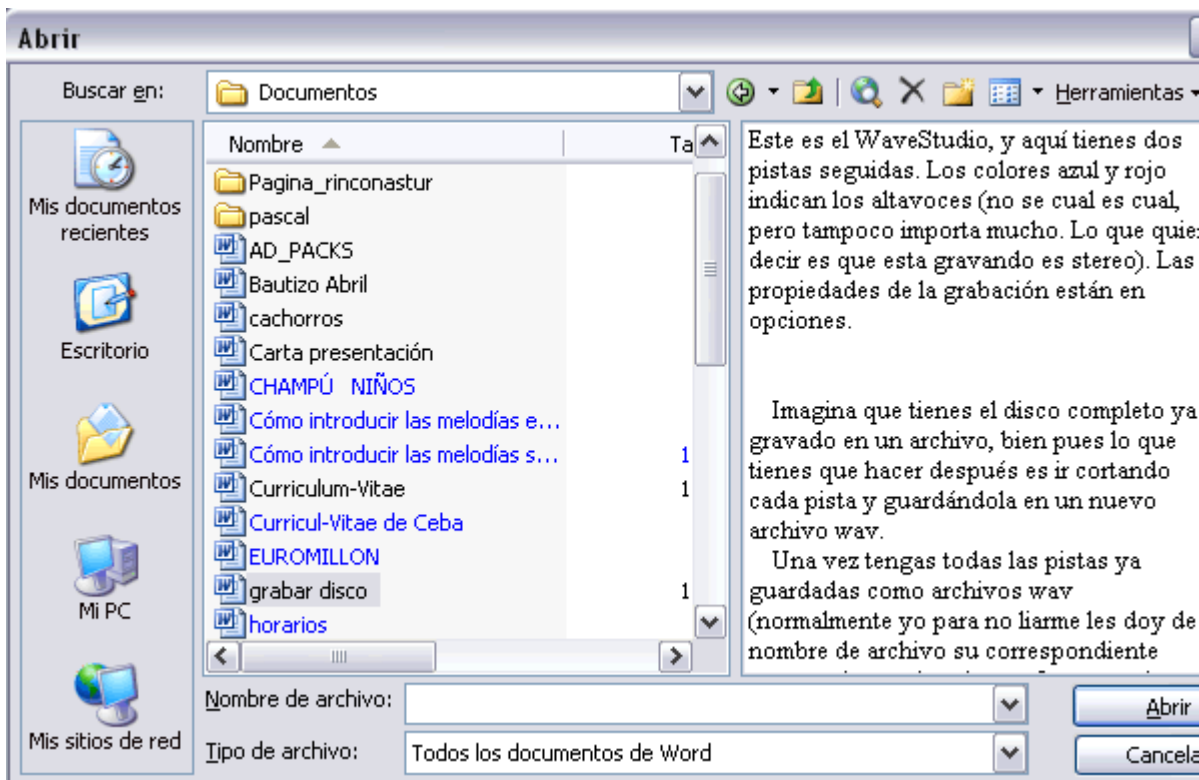 Abrir
Buscar en:
Documentos
Herramientas
Mis documentos
recientes
Escritorio
Mis documentos
Mi PC
Mis sitios de red
Nombre
Ta
Pagina_rinconastur
pascal
AD_PACKS
Bautizo Abril
cachorros
Carta presentación
CHAMPÚ NIÑOS
Cómo introducir las melodías e...
Cómo introducir las melodías s... 1
Curriculum-Vitae 1
Curricul-Vitae de Ceba
EUROMILLON
grabar disco 1
horarios
Este es el WaveStudio, y aquí tienes dos
pistas seguidas. Los colores azul y rojo
indican los altavoces (no se cual es cual,
pero tampoco importa mucho. Lo que quie
decir es que esta gravando es stereo). Las
propiedades de la grabación están en
opciones.
Imagina que tienes el disco completo ya
gravado en un archivo, bien pues lo que
tienes que hacer después es ir cortando
cada pista y guardándola en un nuevo
archivo wav.
Una vez tengas todas las pistas ya
guardadas como archivos wav
(normalmente yo para no liarme les doy de
nombre de archivo su correspondiente
Nombre de archivo:
Abrir
Tipo de archivo:
Todos los documentos de Word
Cancela